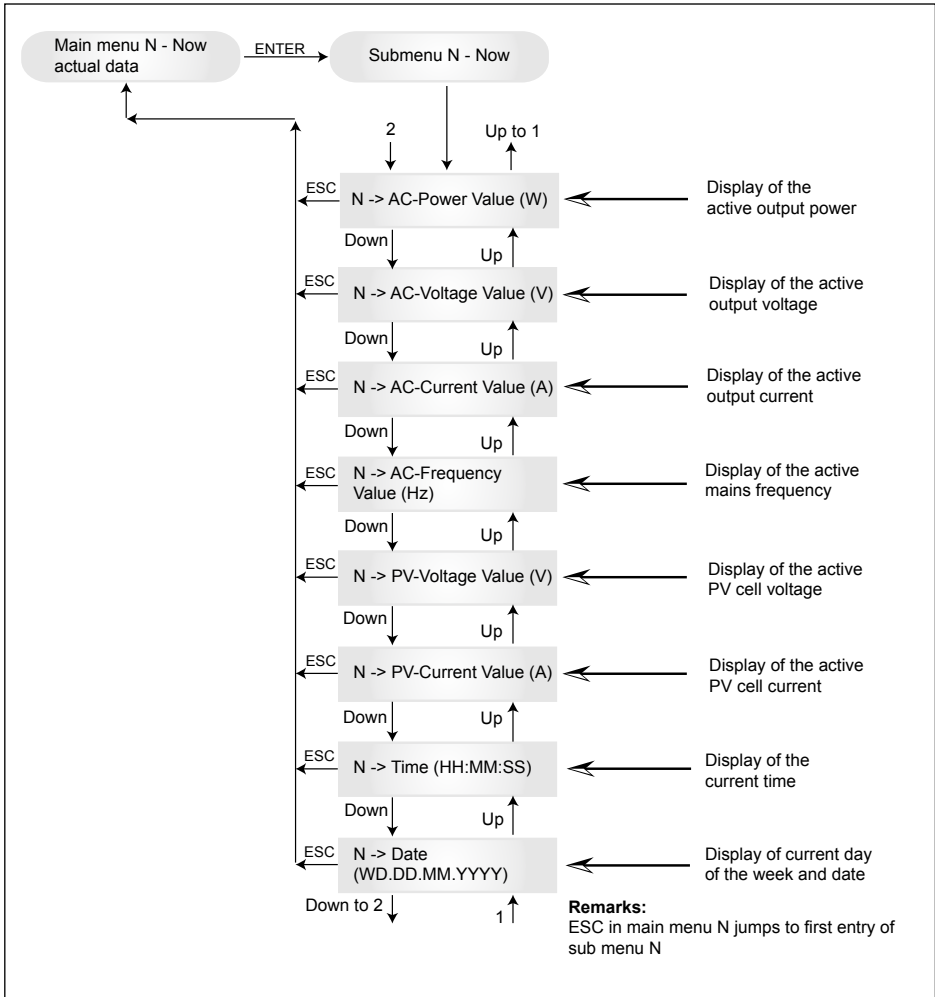 Main menu N - Now
actual data
ENTER
Submenu N - Now
2
Up to 1
ESC
N -> AC-Power Value (W)
Display of the
active output power
Down
Up
ESC
N -> AC-Voltage Value (V)
Display of the active
output voltage
Down
Up
ESC
N -> AC-Current Value (A)
Display of the active
output current
Down
Up
ESC
N -> AC-Frequency
Value (Hz)
Display of the active
mains frequency
Down
Up
ESC
N -> PV-Voltage Value (V)
Display of the active
PV cell voltage
Down
Up
ESC
N -> PV-Current Value (A)
Display of the active
PV cell current
Down
Up
ESC
N -> Time (HH:MM:SS)
Display of the
current time
Down
Up
ESC
N -> Date
(WD.DD.MM.YYYY)
Display of current day
of the week and date
Down to 2
1
Remarks:
ESC in main menu N jumps to first entry of
sub menu N